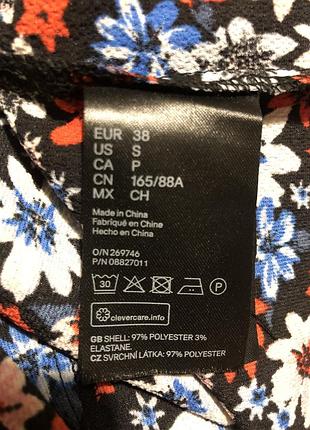 EUR 38
US S
CA P
CN 165/88A
MX CH
Made in China
Fabriqué en Chine
Hecho en China
O/N 269746
P/N 08827011
30
P
clevercare.info
GB SHELL: 97% POLYESTER 3%
ELASTANE.
CZ SVRCHNÍ LÁTKA: 97% POLYESTER